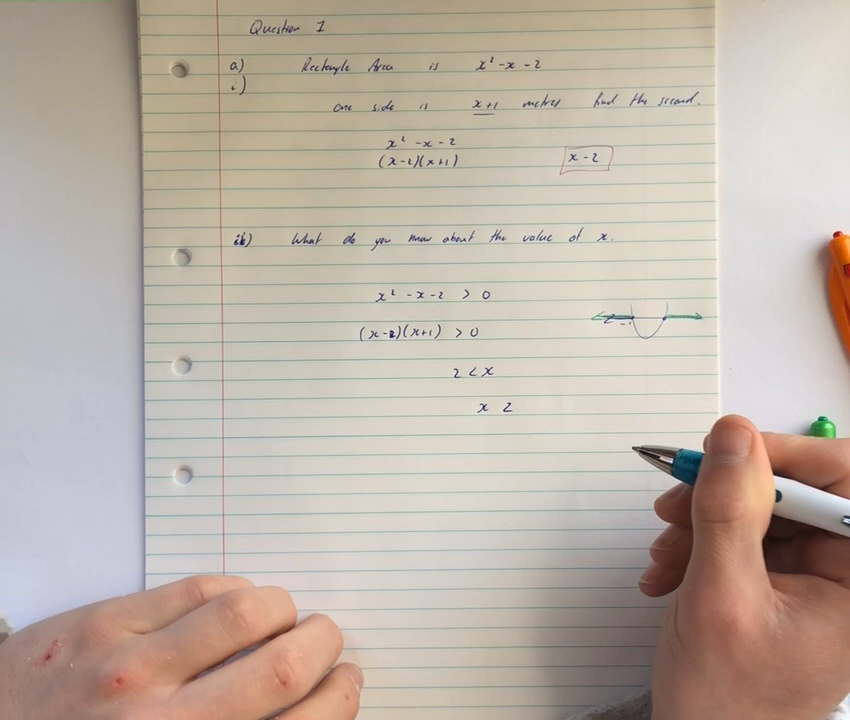 Question 1
a) Rectangle Area is x² - x - 2
i)
one side is x+1 metres find the second.
x² - x - 2
(x-2)(x+1) x - 2
ii) What do you know about the value of x.
x² - x - 2 > 0
-1
(x-2)(x+1) > 0
2 < x
x 2